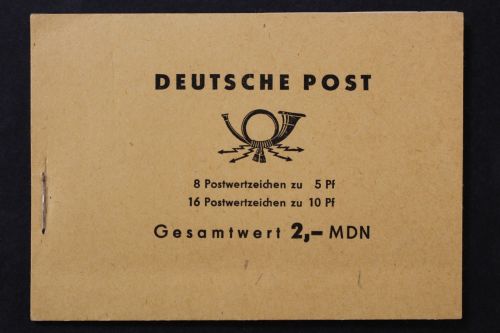 DEUTSCHE POST
8 Postwertzeichen zu 5 Pf
16 Postwertzeichen zu 10 Pf
Gesamtwert 2,– MDN